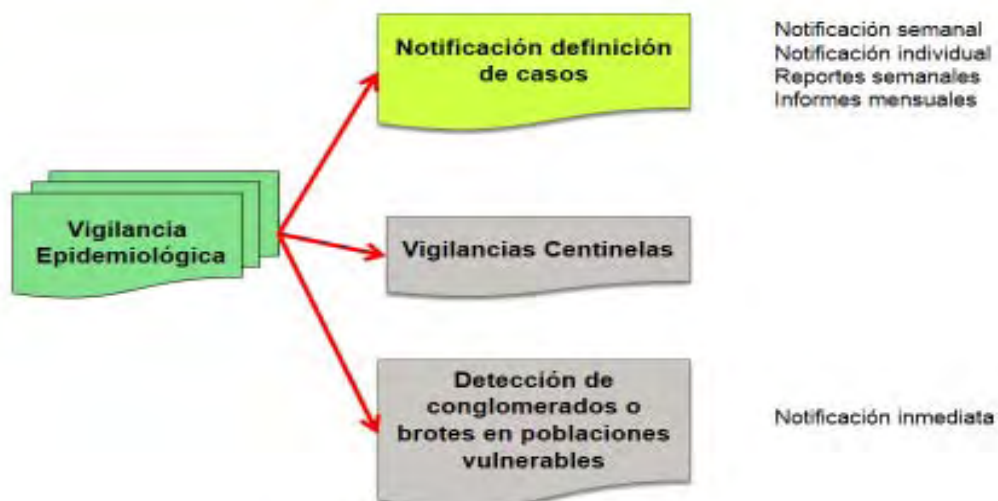 Notificación definición
de casos
Notificación semanal
Notificación individual
Reportes semanales
Informes mensuales
Vigilancia
Epidemiológica
Vigilancias Centinelas
Detección de
conglomerados o
brotes en poblaciones
vulnerables
Notificación inmediata